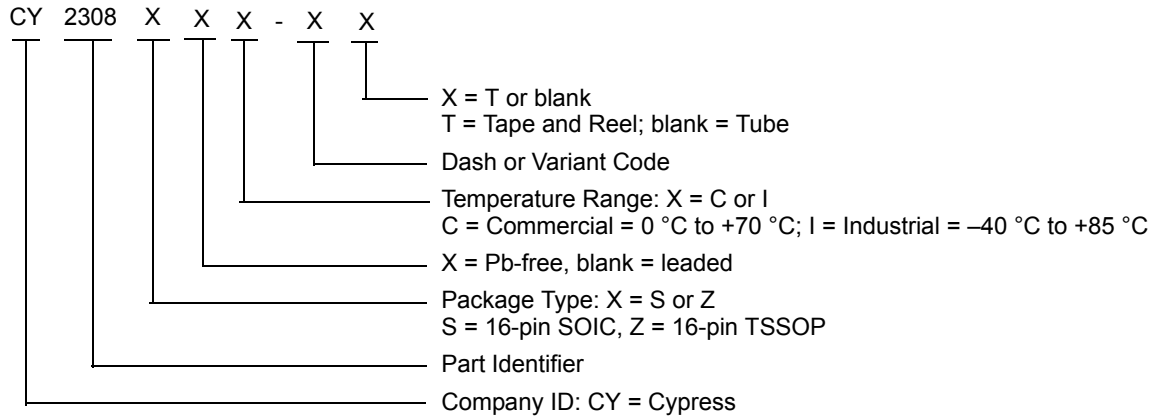 CY 2308 X X X - X X
X = T or blank
T = Tape and Reel; blank = Tube
Dash or Variant Code
Temperature Range: X = C or I
C = Commercial = 0 °C to +70 °C; I = Industrial = –40 °C to +85 °C
X = Pb-free, blank = leaded
Package Type: X = S or Z
S = 16-pin SOIC, Z = 16-pin TSSOP
Part Identifier
Company ID: CY = Cypress